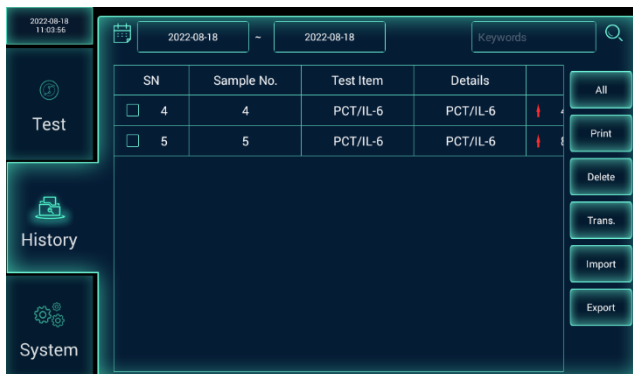 2022-08-18
11:03:56
2022-08-18 ~ 2022-08-18 Keywords
Test
History
System
SN Sample No. Test Item Details
4 4 PCT/IL-6 PCT/IL-6
5 5 PCT/IL-6 PCT/IL-6
All
Print
Delete
Trans.
Import
Export